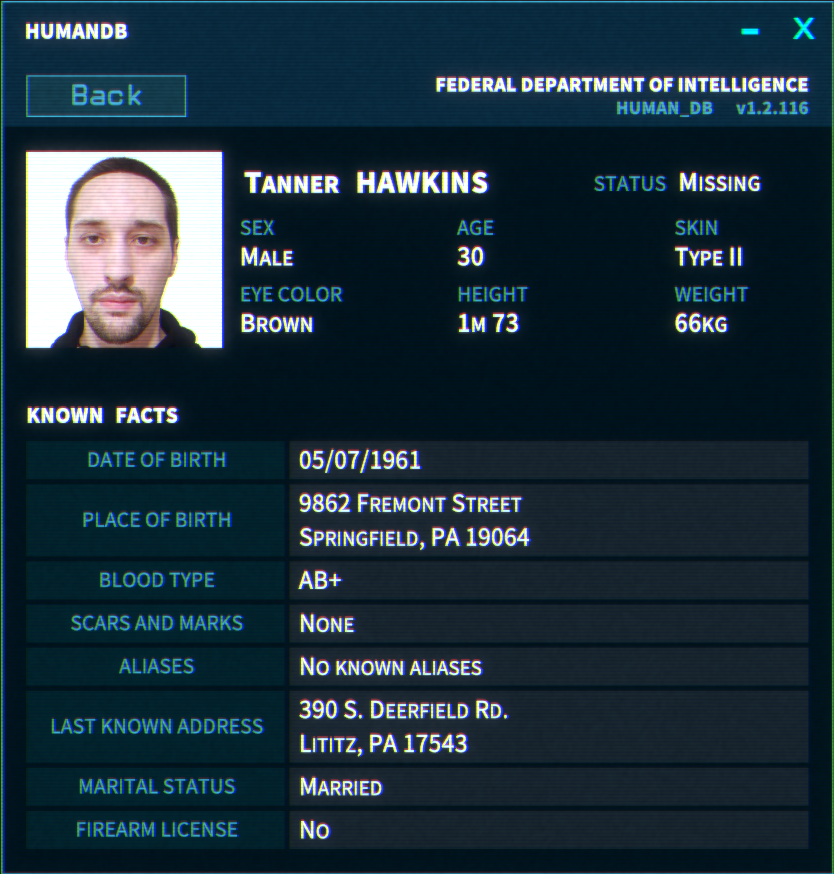 HUMANDB
Back
FEDERAL DEPARTMENT OF INTELLIGENCE
HUMAN_DB v1.2.116
Tanner HAWKINS
STATUS Missing
SEX AGE SKIN
Male 30 Type II
EYE COLOR HEIGHT WEIGHT
Brown 1m 73 66kg
KNOWN FACTS
DATE OF BIRTH 05/07/1961
PLACE OF BIRTH 9862 Fremont Street
Springfield, PA 19064
BLOOD TYPE AB+
SCARS AND MARKS None
ALIASES No known aliases
LAST KNOWN ADDRESS 390 S. Deerfield Rd.
Lititz, PA 17543
MARITAL STATUS Married
FIREARM LICENSE No